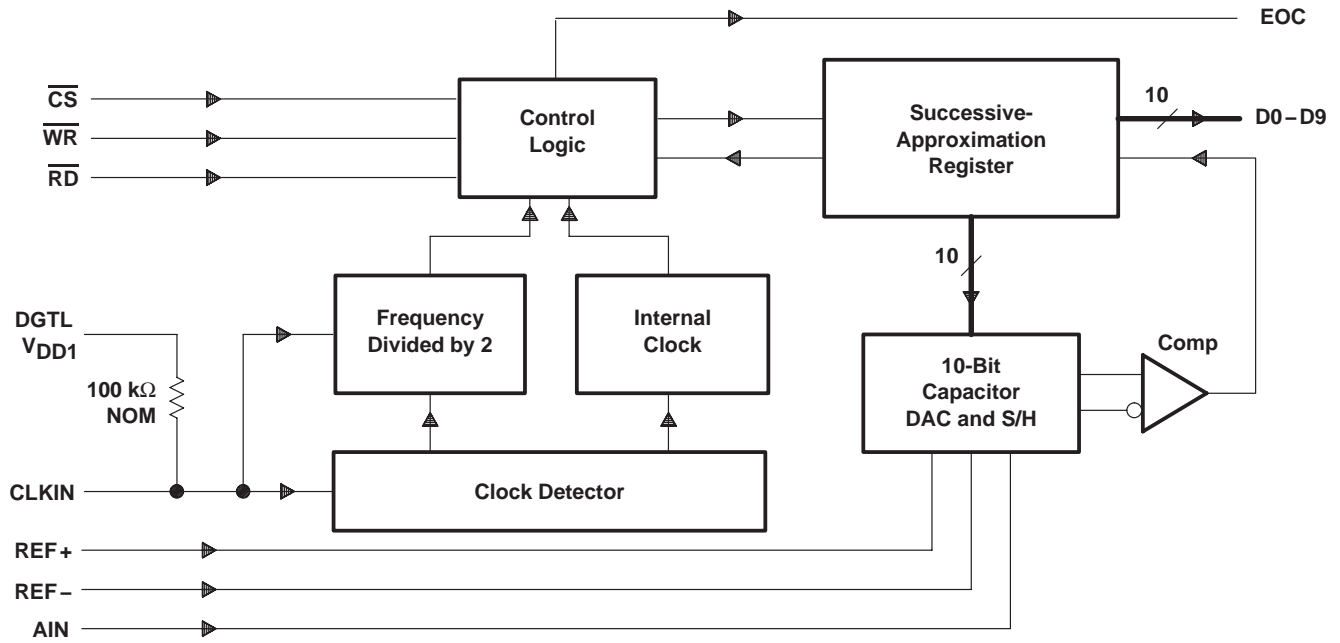 EOC
CS
WR
RD
Control
Logic
Successive-
Approximation
Register
10
D0–D9
10
DGTL
VDD1
100 kΩ
NOM
Frequency
Divided by 2
Internal
Clock
10-Bit
Capacitor
DAC and S/H
Comp
CLKIN
Clock Detector
REF+
REF–
AIN